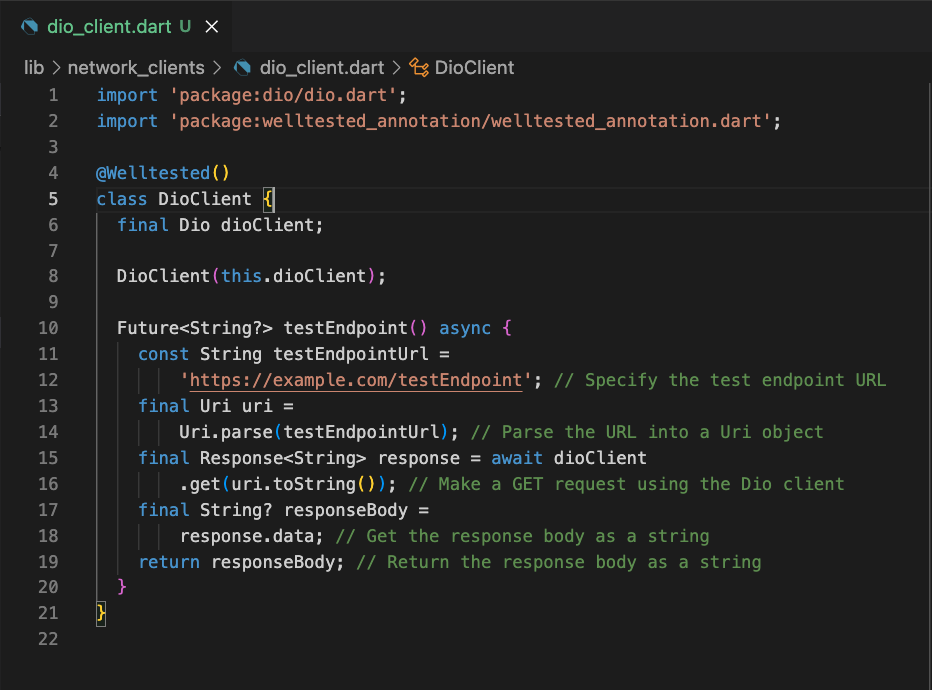 dio_client.dart U
lib > network_clients > dio_client.dart > DioClient
1 import 'package:dio/dio.dart';
2 import 'package:welltested_annotation/welltested_annotation.dart';
3
4 @Welltested()
5 class DioClient {
6   final Dio dioClient;
7
8   DioClient(this.dioClient);
9
10   Future<String?> testEndpoint() async {
11     const String testEndpointUrl =
12         'https://example.com/testEndpoint'; // Specify the test endpoint URL
13     final Uri uri =
14         Uri.parse(testEndpointUrl); // Parse the URL into a Uri object
15     final Response<String> response = await dioClient
16         .get(uri.toString()); // Make a GET request using the Dio client
17     final String? responseBody =
18         response.data; // Get the response body as a string
19     return responseBody; // Return the response body as a string
20   }
21 }
22